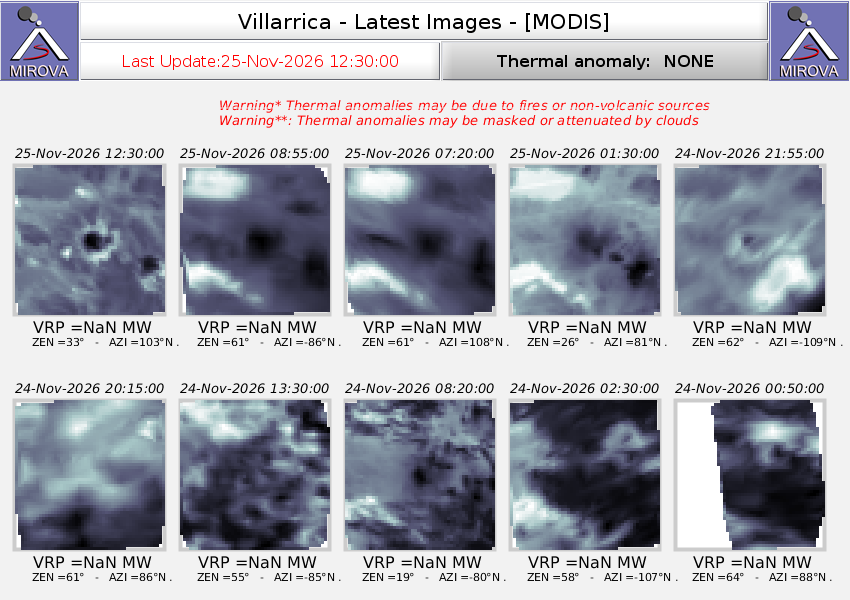 Villarrica - Latest Images - [MODIS]
MIROVA
Last Update:25-Nov-2026 12:30:00
Thermal anomaly: NONE
MIROVA
Warning* Thermal anomalies may be due to fires or non-volcanic sources
Warning**: Thermal anomalies may be masked or attenuated by clouds
25-Nov-2026 12:30:00
25-Nov-2026 08:55:00
25-Nov-2026 07:20:00
25-Nov-2026 01:30:00
24-Nov-2026 21:55:00
VRP =NaN MW
VRP =NaN MW
VRP =NaN MW
VRP =NaN MW
VRP =NaN MW
ZEN =33° - AZI =103°N .
ZEN =61° - AZI =-86°N .
ZEN =61° - AZI =108°N .
ZEN =26° - AZI =81°N .
ZEN =62° - AZI =-109°N .
24-Nov-2026 20:15:00
24-Nov-2026 13:30:00
24-Nov-2026 08:20:00
24-Nov-2026 02:30:00
24-Nov-2026 00:50:00
VRP =NaN MW
VRP =NaN MW
VRP =NaN MW
VRP =NaN MW
VRP =NaN MW
ZEN =61° - AZI =86°N .
ZEN =55° - AZI =-85°N .
ZEN =19° - AZI =-80°N .
ZEN =58° - AZI =-107°N .
ZEN =64° - AZI =88°N .